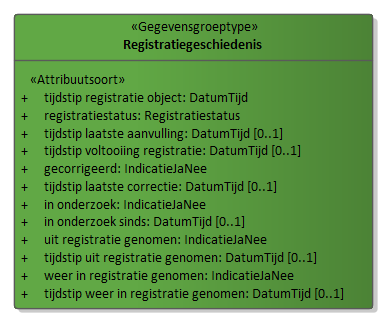 «Gegevensgroeptype»
Registratiegeschiedenis
«Attribuutsoort»
+ tijdstip registratie object: DatumTijd
+ registratiestatus: Registratiestatus
+ tijdstip laatste aanvulling: DatumTijd [0..1]
+ tijdstip voltooiing registratie: DatumTijd [0..1]
+ gecorrigeerd: IndicatieJaNee
+ tijdstip laatste correctie: DatumTijd [0..1]
+ in onderzoek: IndicatieJaNee
+ in onderzoek sinds: DatumTijd [0..1]
+ uit registratie genomen: IndicatieJaNee
+ tijdstip uit registratie genomen: DatumTijd [0..1]
+ weer in registratie genomen: IndicatieJaNee
+ tijdstip weer in registratie genomen: DatumTijd [0..1]